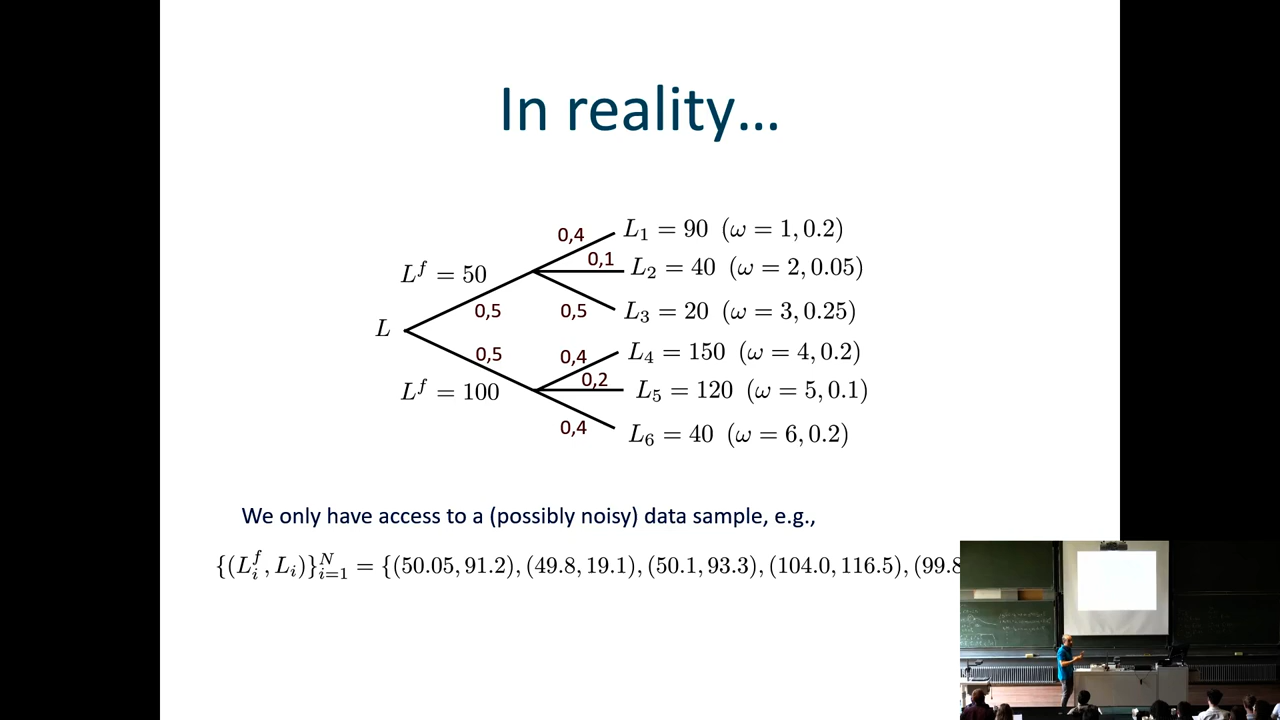 In reality...
0,4
L₁ = 90 (ω = 1, 0.2)
0,1
L₂ = 40 (ω = 2, 0.05)
Lᶠ = 50
0,5
0,5
L₃ = 20 (ω = 3, 0.25)
L
0,5
0,4
L₄ = 150 (ω = 4, 0.2)
0,2
L₅ = 120 (ω = 5, 0.1)
Lᶠ = 100
0,4
L₆ = 40 (ω = 6, 0.2)
We only have access to a (possibly noisy) data sample, e.g.,
{(Lᵢᶠ, Lᵢ)}ᵢ₌₁ᴺ = {(50.05, 91.2), (49.8, 19.1), (50.1, 93.3), (104.0, 116.5), (99.8